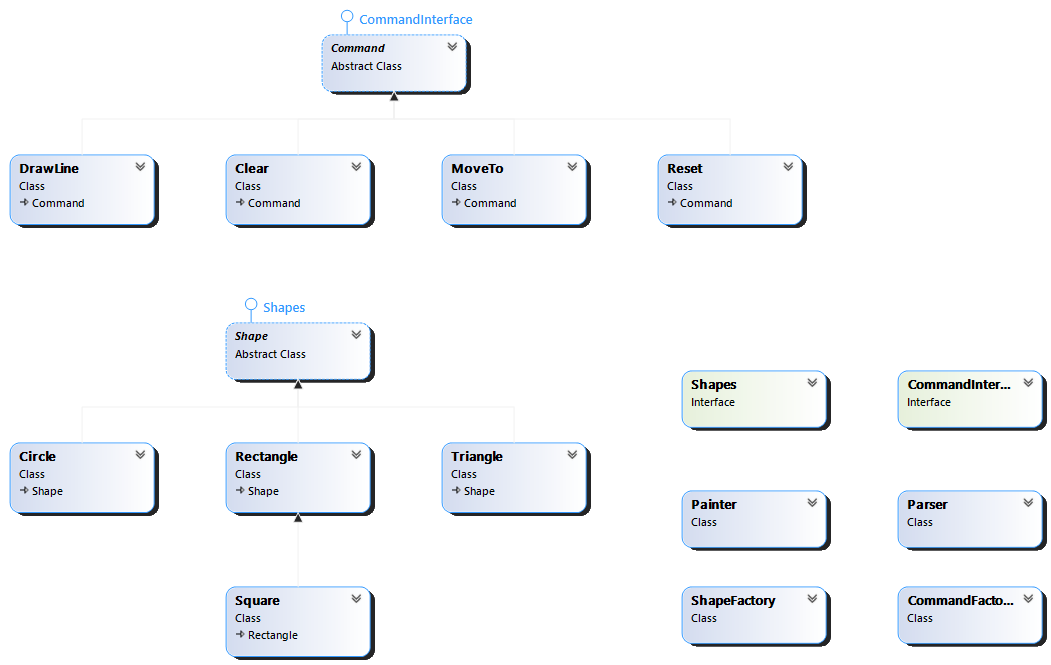 CommandInterface
Command
Abstract Class
DrawLine
Class
Command
Clear
Class
Command
MoveTo
Class
Command
Reset
Class
Command
Shapes
Shape
Abstract Class
Shapes
Interface
CommandInter...
Interface
Circle
Class
Shape
Rectangle
Class
Shape
Triangle
Class
Shape
Painter
Class
Parser
Class
Square
Class
Rectangle
ShapeFactory
Class
CommandFacto...
Class